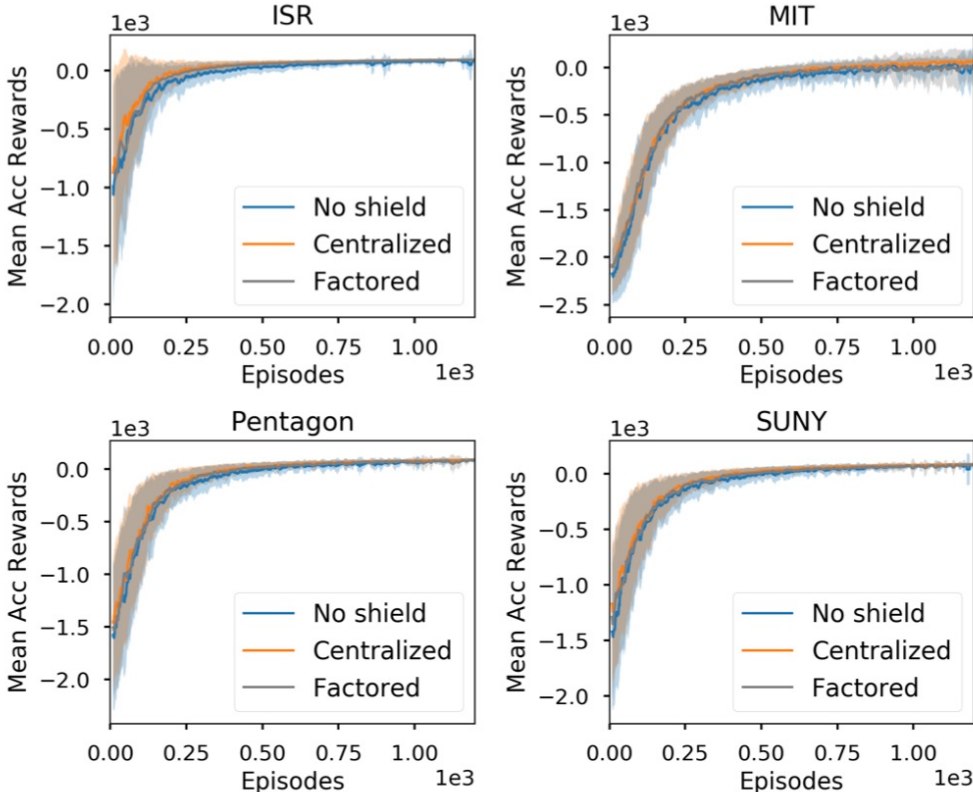 ISR
1e3
Mean Acc Rewards
0.0
−0.5
−1.0
−1.5
−2.0
No shield
Centralized
Factored
0.00 0.25 0.50 0.75 1.00
Episodes
1e3
MIT
1e3
Mean Acc Rewards
0.0
−0.5
−1.0
−1.5
−2.0
−2.5
No shield
Centralized
Factored
0.00 0.25 0.50 0.75 1.00
Episodes
1e3
Pentagon
1e3
Mean Acc Rewards
0.0
−0.5
−1.0
−1.5
−2.0
No shield
Centralized
Factored
0.00 0.25 0.50 0.75 1.00
Episodes
1e3
SUNY
1e3
Mean Acc Rewards
0.0
−0.5
−1.0
−1.5
−2.0
No shield
Centralized
Factored
0.00 0.25 0.50 0.75 1.00
Episodes
1e3